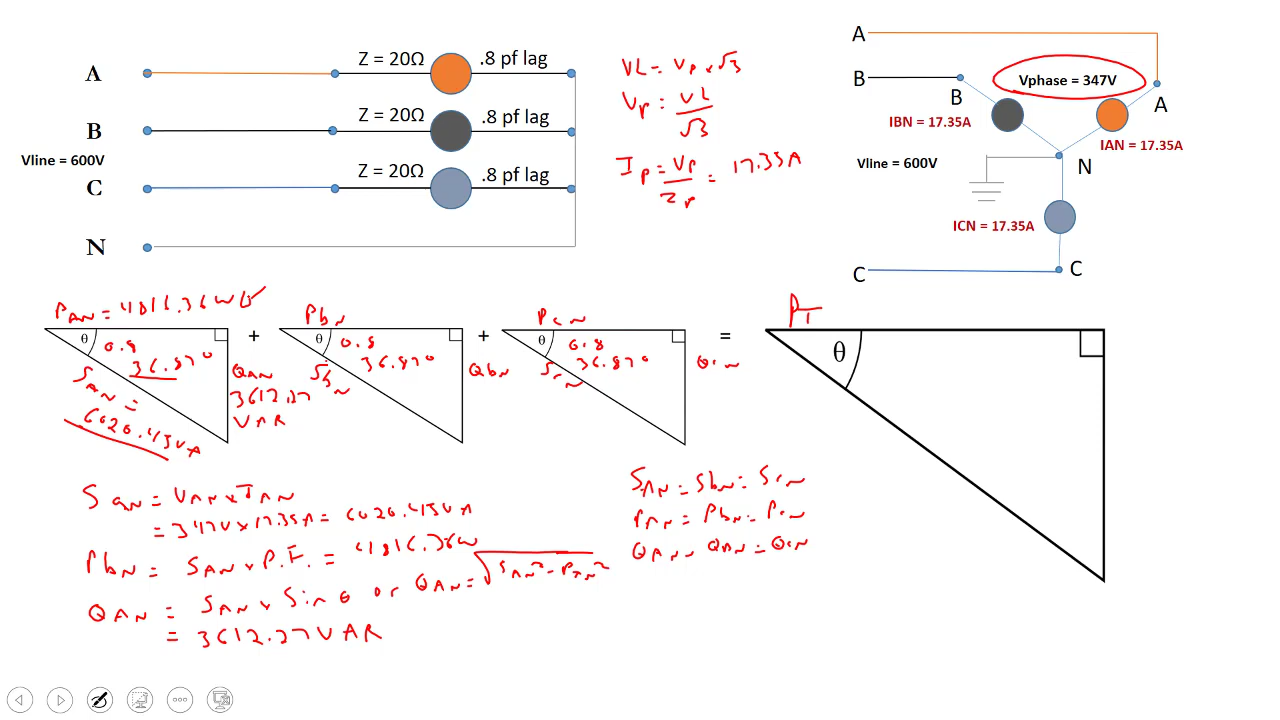 A
Z = 20Ω
.8 pf lag
B
Z = 20Ω
.8 pf lag
Vline = 600V
C
Z = 20Ω
.8 pf lag
N
VL = Vp x √3
Vp = VL
√3
Ip = Vp = 17.35A
Zp
A
B
B
Vphase = 347V
A
IBN = 17.35A
IAN = 17.35A
Vline = 600V
N
ICN = 17.35A
C
C
PAN = 4816.36W
θ
0.8
36.87°
SAN =
6020.45VA
QAN
3612.27
VAR
+
PbN
θ
0.8
36.87°
SbN
QbN
+
PcN
θ
0.8
36.87°
ScN
QcN
=
PT
θ
SaN = VAN x IAN
= 347V x 17.35A = 6020.45VA
PbN = SAN x P.F. = 4816.36W
QAN = SAN x Sin θ or QAN = √SAN² - PAN²
= 3612.27 VAR
SAN = SbN = ScN
PAN = PbN = PcN
QAN = QAN = QcN